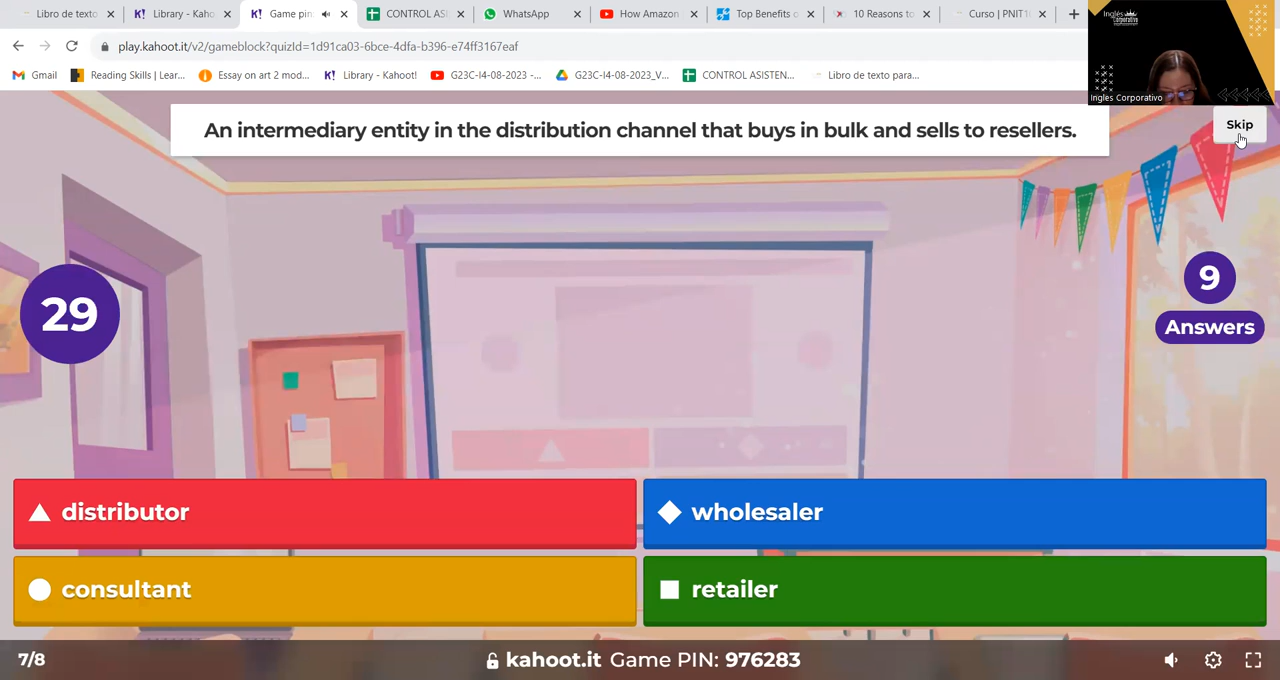 Libro de texto
Library - Kaho
Game pin
CONTROL AS
WhatsApp
How Amazon
Top Benefits o
10 Reasons to
Curso | PNIT1
play.kahoot.it/v2/gameblock?quizId=1d91ca03-6bce-4dfa-b396-e74ff3167eaf
Gmail
Reading Skills | Lear...
Essay on art 2 mod...
Library - Kahoot!
G23C-I4-08-2023 -...
G23C-I4-08-2023_V...
CONTROL ASISTEN...
Libro de texto para...
Inglés
Corporativo
Ingles Corporativo
An intermediary entity in the distribution channel that buys in bulk and sells to resellers.
Skip
29
9
Answers
distributor
wholesaler
consultant
retailer
7/8
kahoot.it Game PIN: 976283